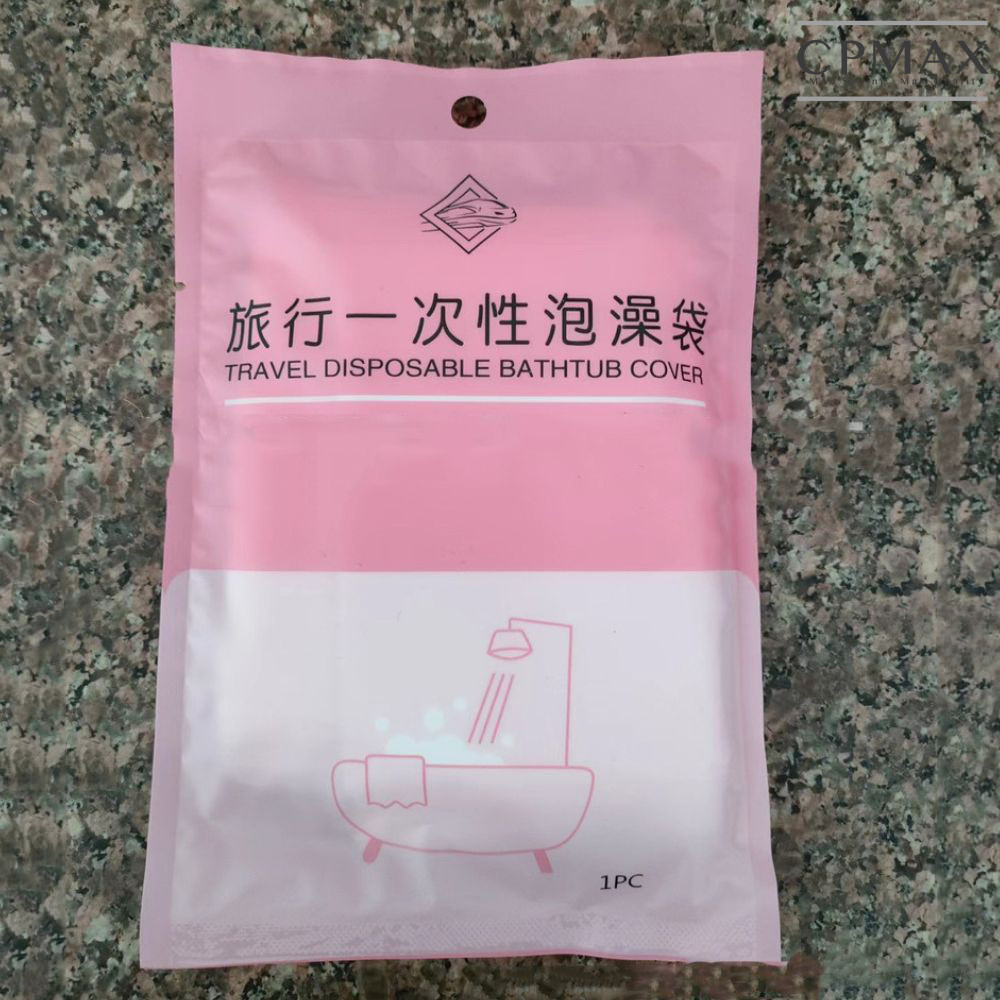 CPMAX
旅行一次性泡澡袋
TRAVEL DISPOSABLE BATHTUB COVER
1PC